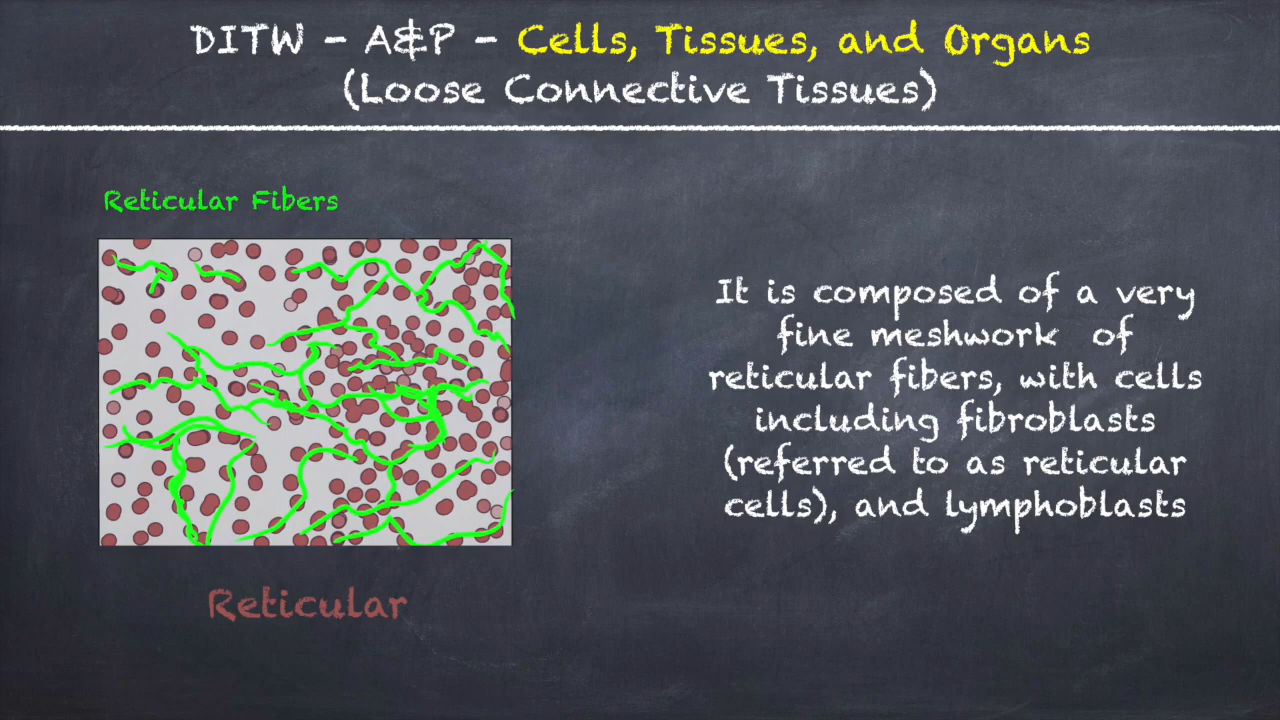 DITW - A&P - Cells, Tissues, and Organs
(Loose Connective Tissues)
Reticular Fibers
It is composed of a very
fine meshwork of
reticular fibers, with cells
including fibroblasts
(referred to as reticular
cells), and lymphoblasts
Reticular